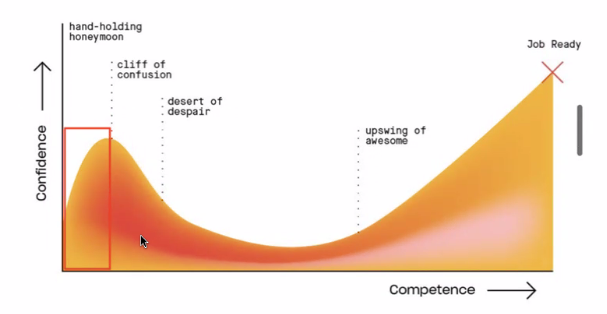 hand-holding
honeymoon
Job Ready
cliff of
confusion
desert of
despair
upswing of
awesome
Confidence
Competence